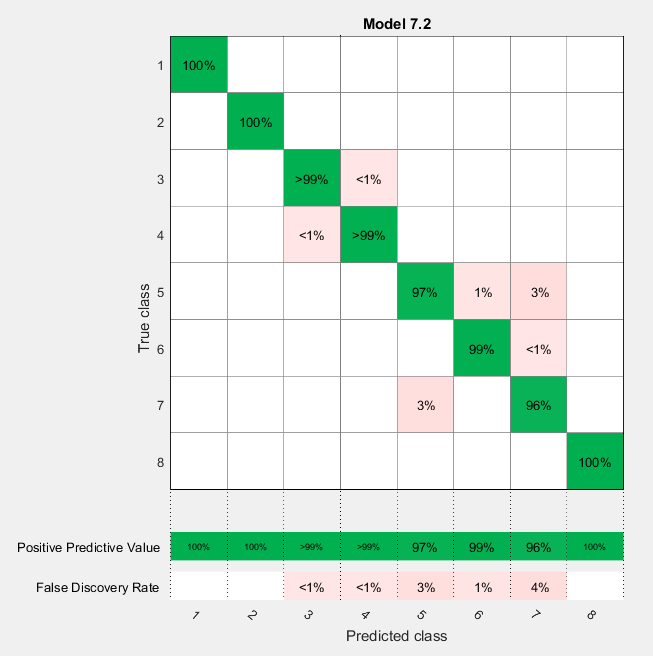 Model 7.2
1 100%
2 100%
3 >99% <1%
4 <1% >99%
5 97% 1% 3%
6 99% <1%
7 3% 96%
8 100%
True class
Positive Predictive Value 100% 100% >99% >99% 97% 99% 96% 100%
False Discovery Rate <1% <1% 3% 1% 4%
1 2 3 4 5 6 7 8
Predicted class